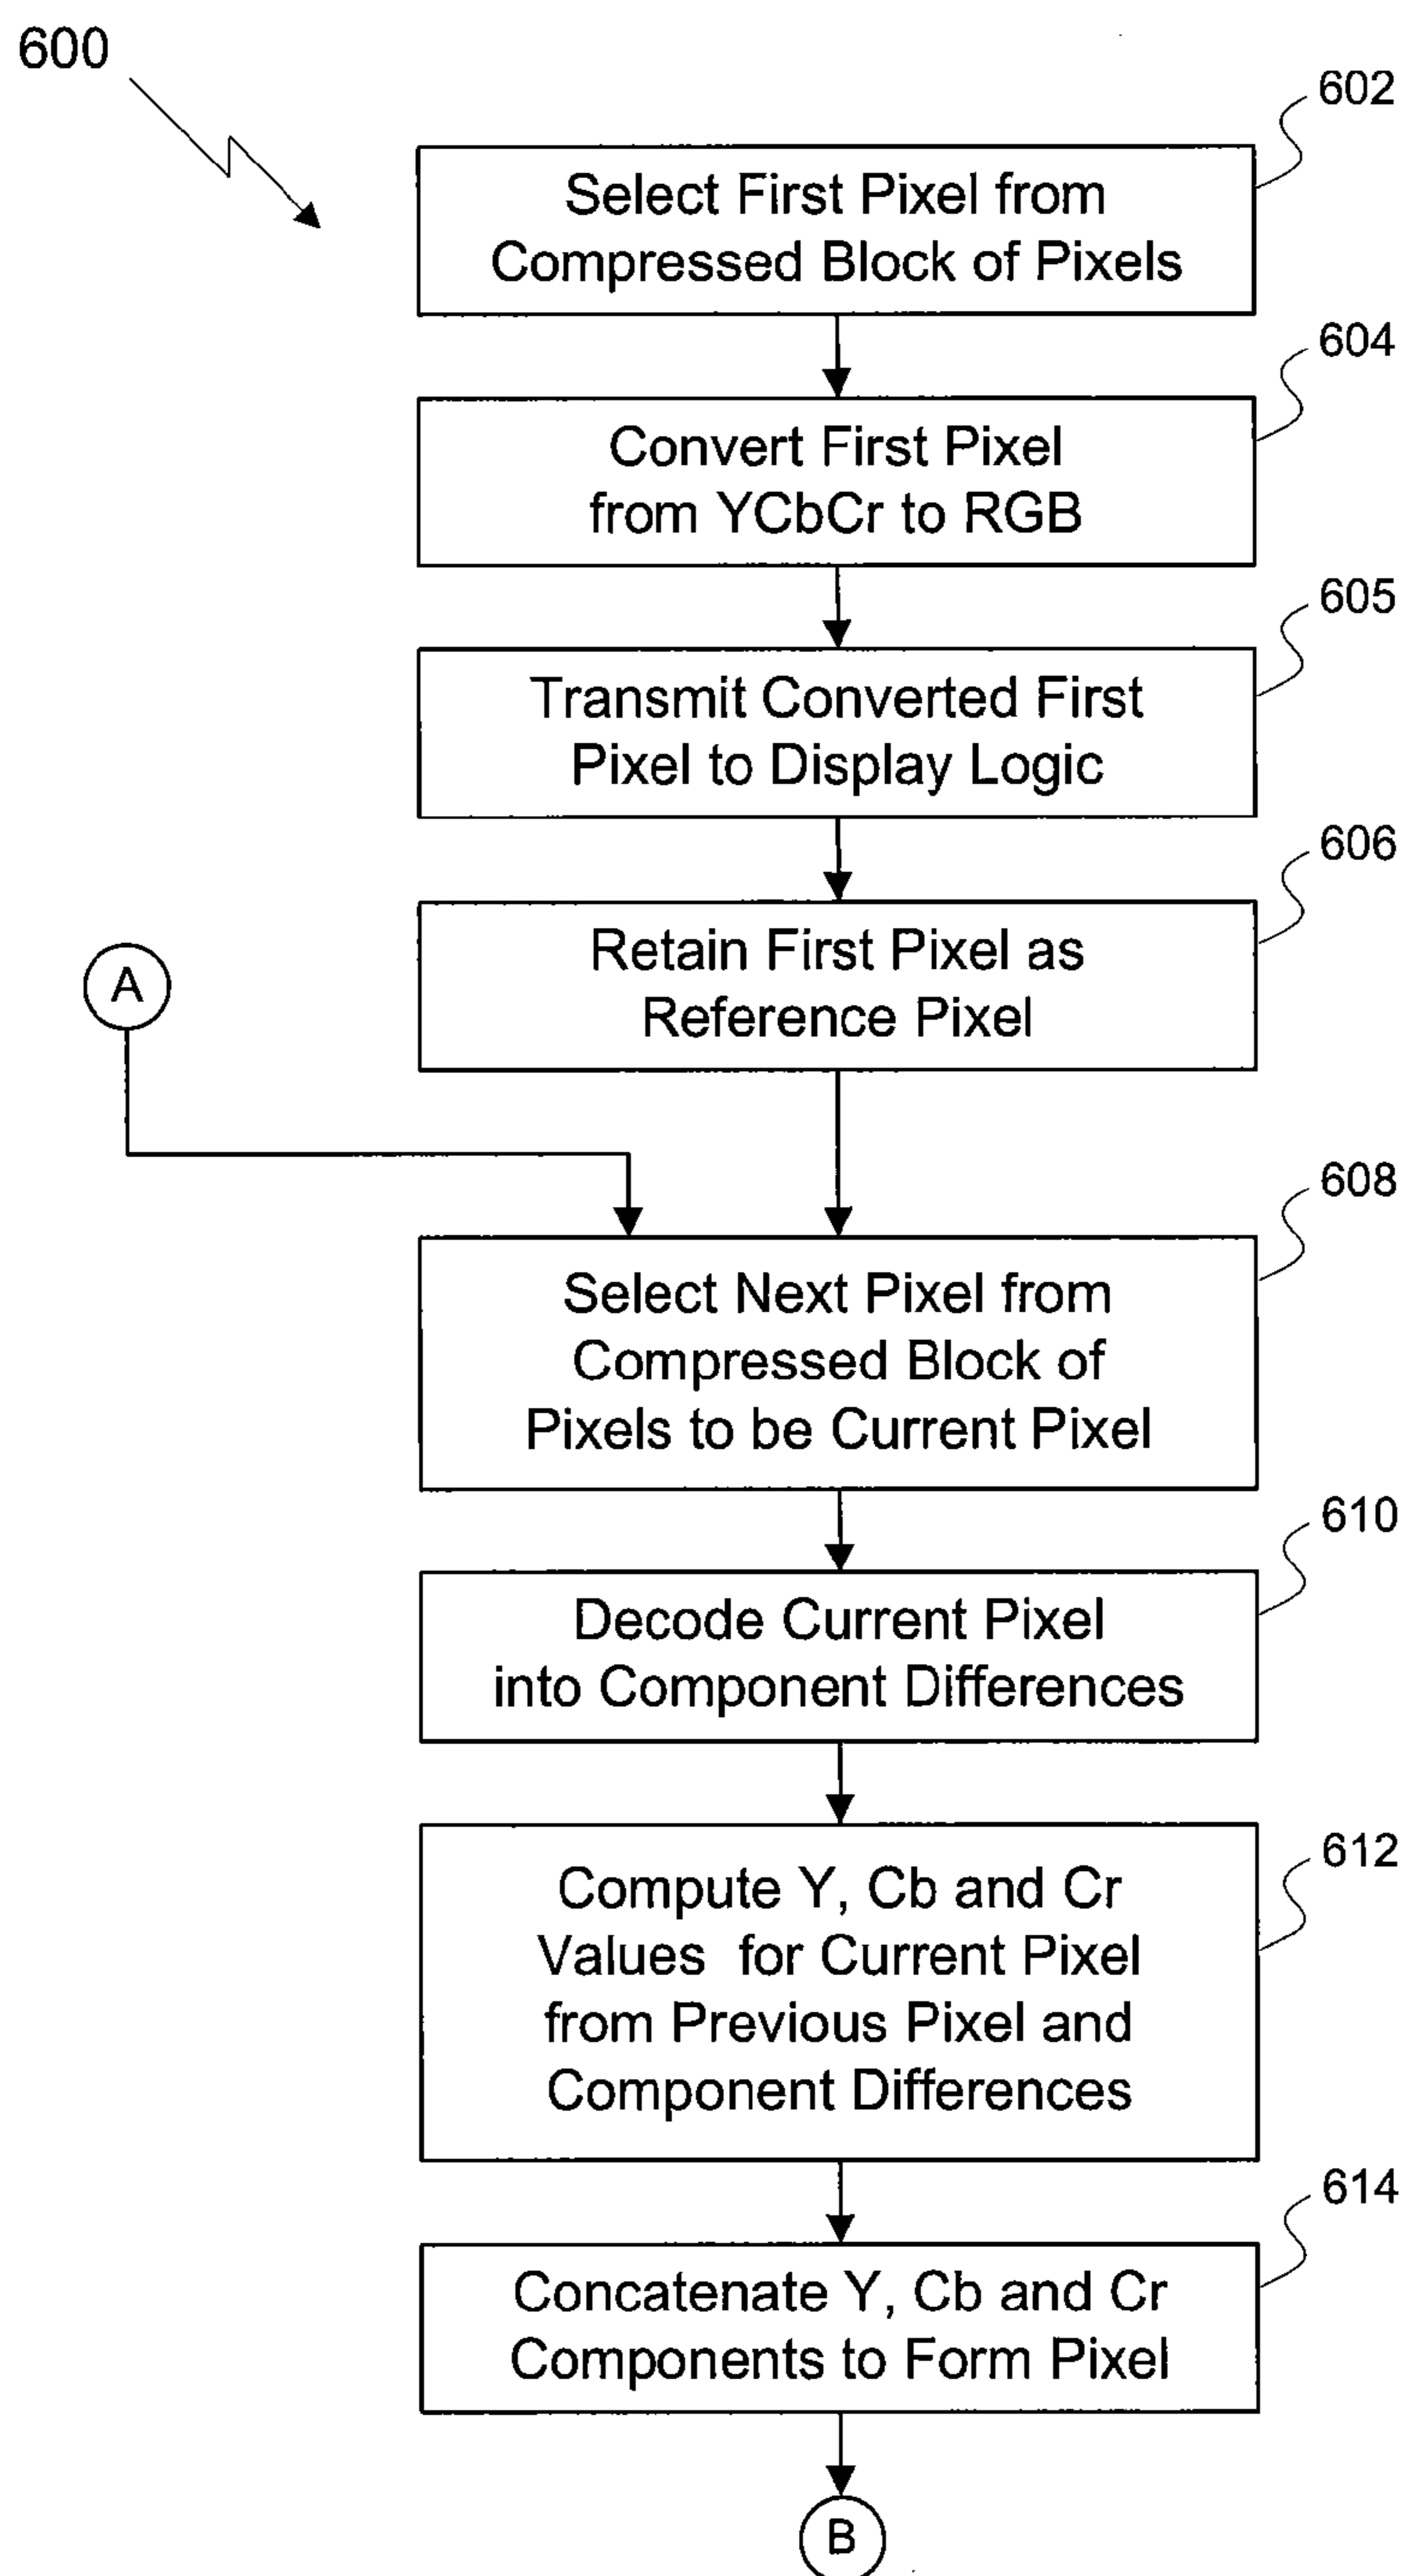 600
602
Select First Pixel from
Compressed Block of Pixels
604
Convert First Pixel
from YCbCr to RGB
605
Transmit Converted First
Pixel to Display Logic
606
Retain First Pixel as
Reference Pixel
A
608
Select Next Pixel from
Compressed Block of
Pixels to be Current Pixel
610
Decode Current Pixel
into Component Differences
612
Compute Y, Cb and Cr
Values for Current Pixel
from Previous Pixel and
Component Differences
614
Concatenate Y, Cb and Cr
Components to Form Pixel
B